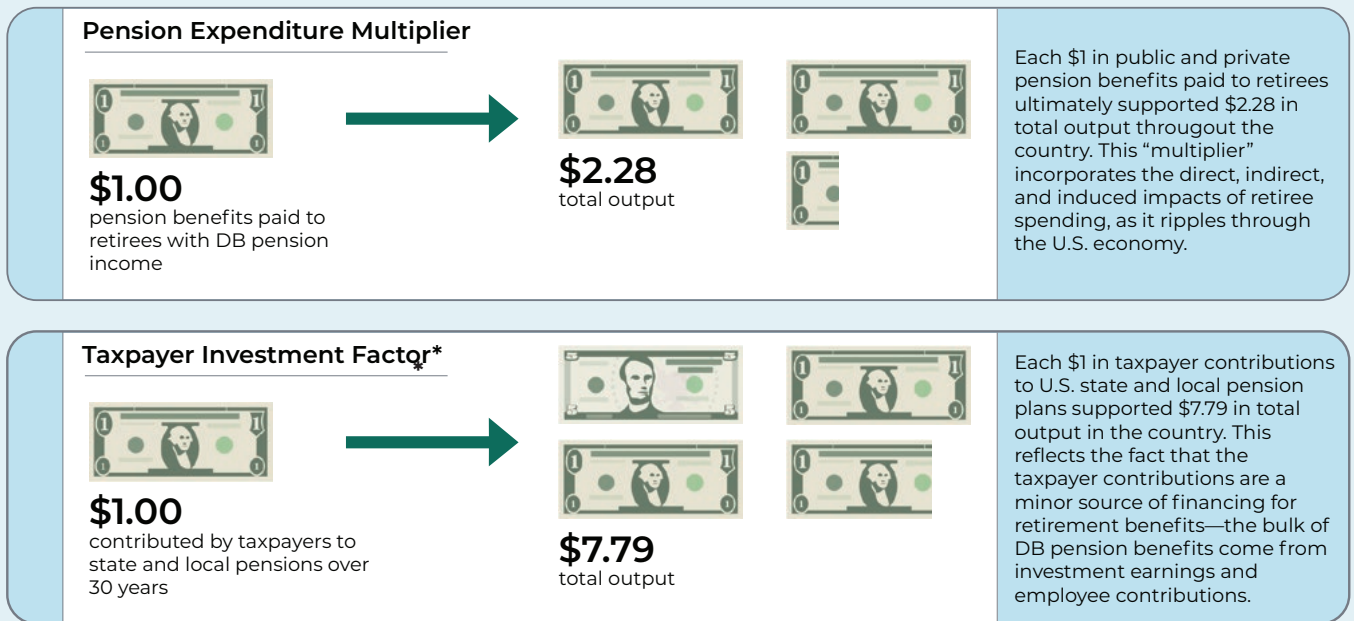 Pension Expenditure Multiplier
$1.00
pension benefits paid to
retirees with DB pension
income
$2.28
total output
Each $1 in public and private
pension benefits paid to retirees
ultimately supported $2.28 in
total output througout the
country. This “multiplier”
incorporates the direct, indirect,
and induced impacts of retiree
spending, as it ripples through
the U.S. economy.
Taxpayer Investment Factor*
*
$1.00
contributed by taxpayers to
state and local pensions over
30 years
$7.79
total output
Each $1 in taxpayer contributions
to U.S. state and local pension
plans supported $7.79 in total
output in the country. This
reflects the fact that the
taxpayer contributions are a
minor source of financing for
retirement benefits—the bulk of
DB pension benefits come from
investment earnings and
employee contributions.